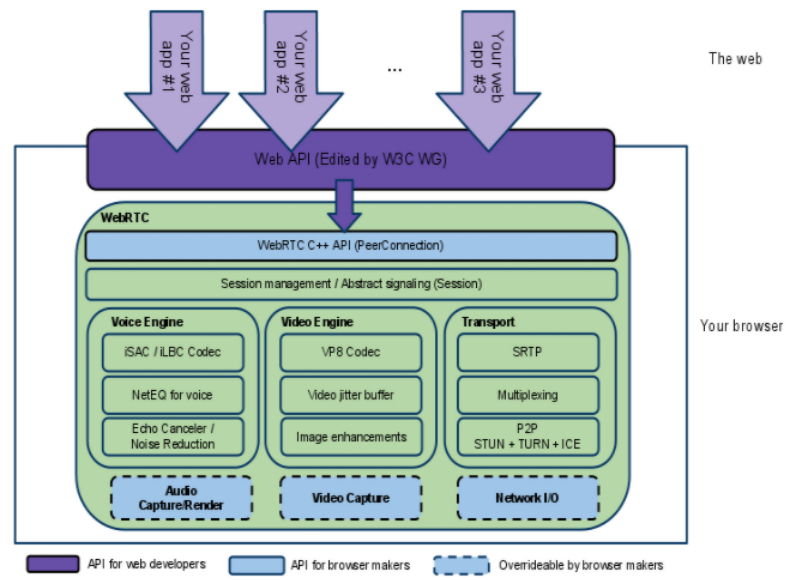 Your web
app #1
Your web
app #2
...
Your web
app #3
The web
Web API (Edited by W3C WG)
WebRTC
WebRTC C++ API (PeerConnection)
Session management / Abstract signaling (Session)
Your browser
Voice Engine
iSAC / iLBC Codec
NetEQ for voice
Echo Canceler /
Noise Reduction
Video Engine
VP8 Codec
Video jitter buffer
Image enhancements
Transport
SRTP
Multiplexing
P2P
STUN + TURN + ICE
Audio
Capture/Render
Video Capture
Network I/O
API for web developers
API for browser makers
Overrideable by browser makers